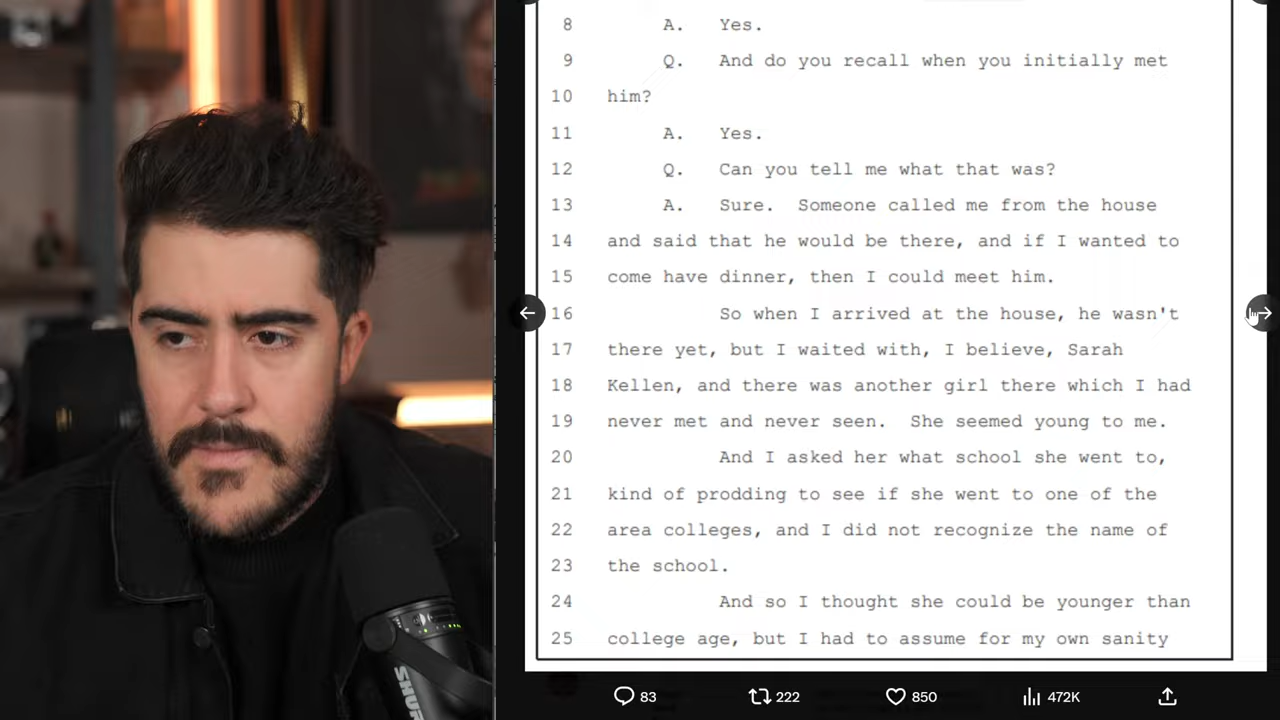 8 A. Yes.
9 Q. And do you recall when you initially met
10 him?
11 A. Yes.
12 Q. Can you tell me what that was?
13 A. Sure. Someone called me from the house
14 and said that he would be there, and if I wanted to
15 come have dinner, then I could meet him.
16 So when I arrived at the house, he wasn't
17 there yet, but I waited with, I believe, Sarah
18 Kellen, and there was another girl there which I had
19 never met and never seen. She seemed young to me.
20 And I asked her what school she went to,
21 kind of prodding to see if she went to one of the
22 area colleges, and I did not recognize the name of
23 the school.
24 And so I thought she could be younger than
25 college age, but I had to assume for my own sanity
83 222 850 472K